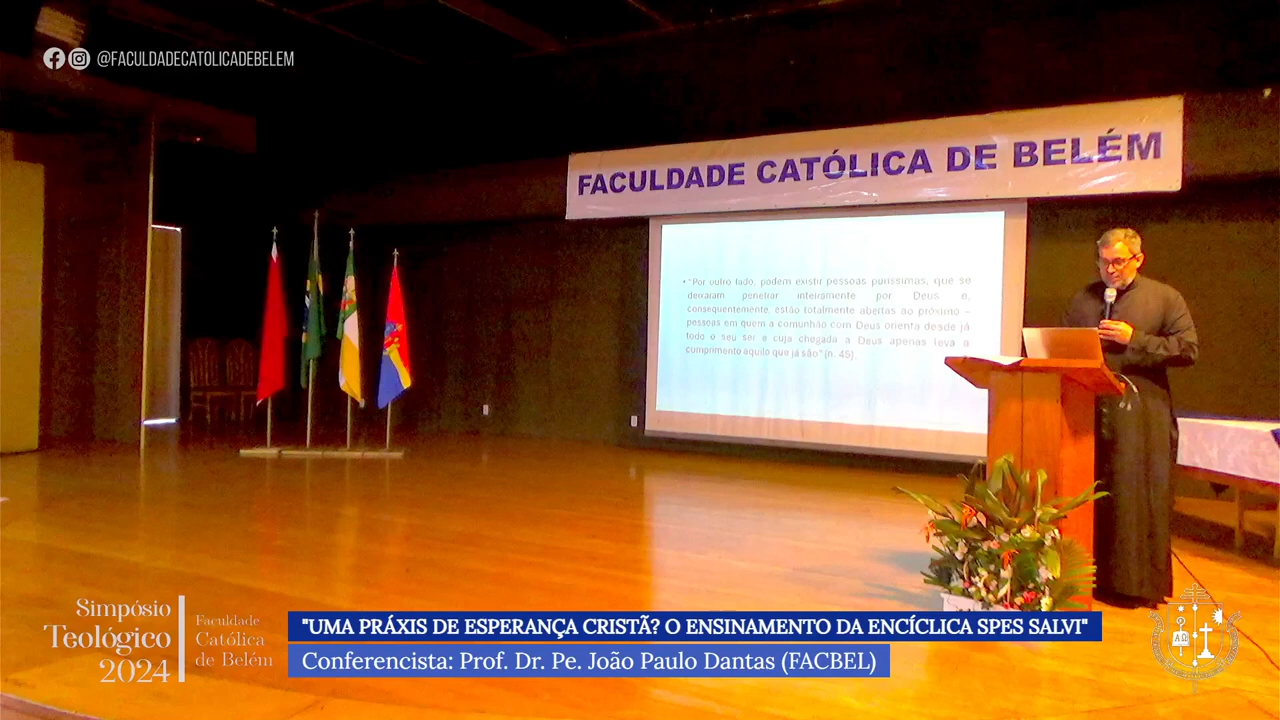 @FACULDADECATOLICADEBELEM
FACULDADE CATÓLICA DE BELÉM
• "Por outro lado, podem existir pessoas puríssimas, que se
deixaram penetrar inteiramente por Deus e,
consequentemente, estão totalmente abertas ao próximo –
pessoas em quem a comunhão com Deus orienta desde já
todo o seu ser e cuja chegada a Deus apenas leva a
cumprimento aquilo que já são" (n. 45).
Simpósio
Teológico
2024
Faculdade
Católica
de Belém
"UMA PRÁXIS DE ESPERANÇA CRISTÃ? O ENSINAMENTO DA ENCÍCLICA SPES SALVI"
Conferencista: Prof. Dr. Pe. João Paulo Dantas (FACBEL)